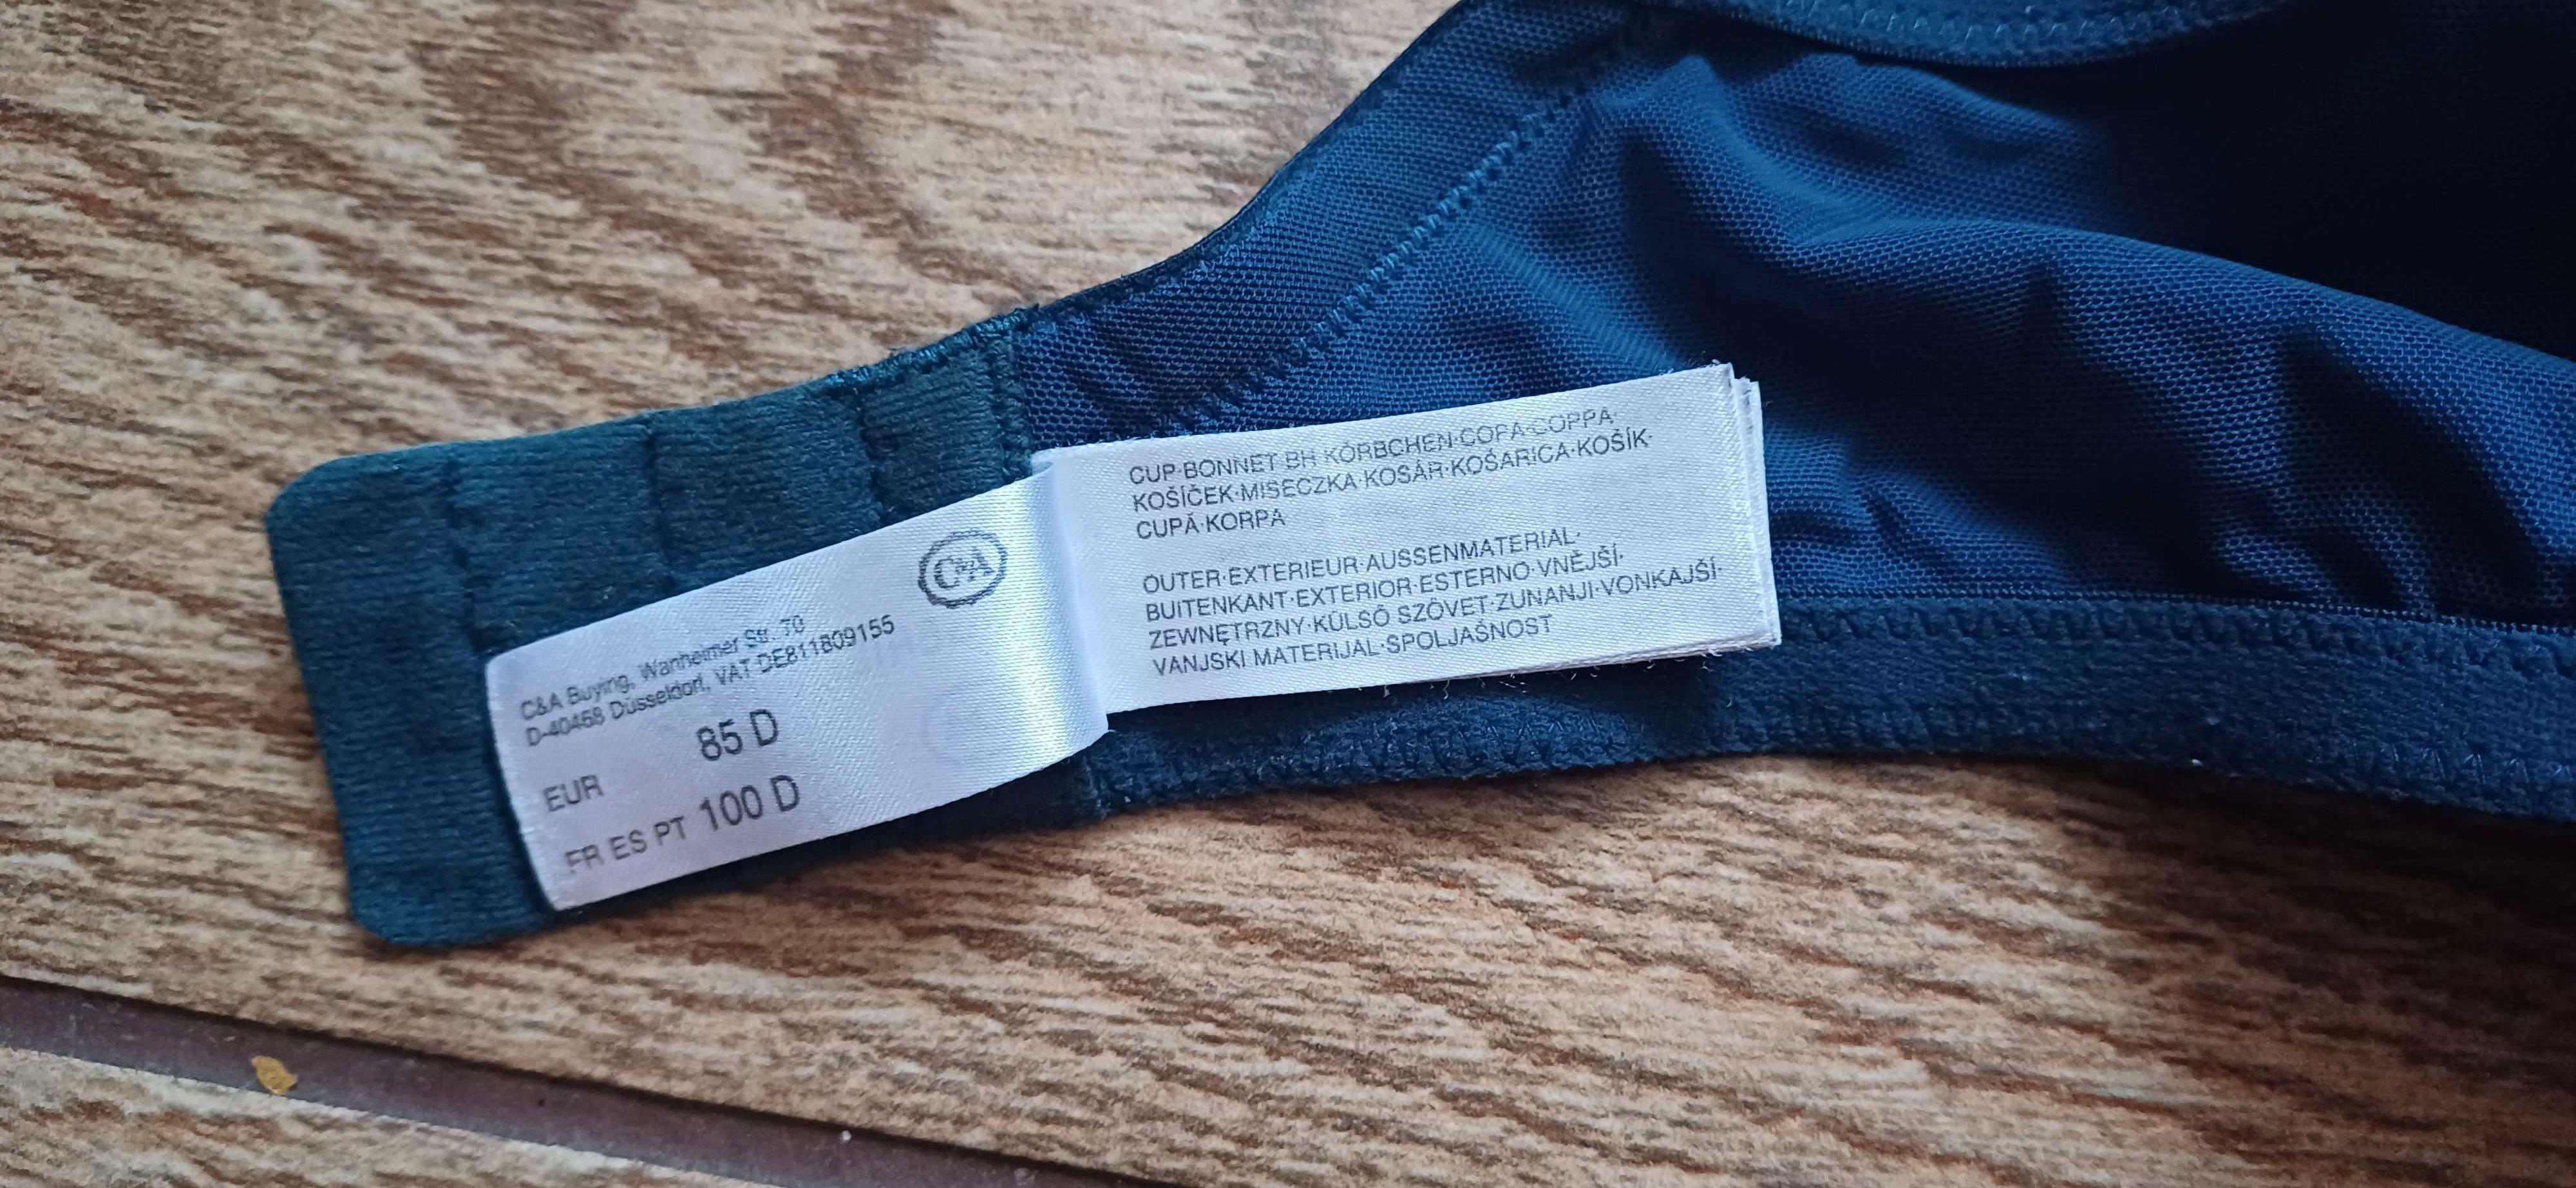 C&A
C&A Buying, Wanheimer Str. 70
D-40468 Düsseldorf, VAT DE811809155
EUR 85 D
FR ES PT 100 D
CUP·BONNET·BH KÖRBCHEN·COPA·COPPA·
KOŠÍČEK·MISECZKA·KOSÁR·KOŠARICA·KOŠÍK·
CUPĂ·KORPA
OUTER·EXTERIEUR·AUSSENMATERIAL·
BUITENKANT·EXTERIOR·ESTERNO·VNĚJŠÍ·
ZEWNĘTRZNY·KÜLSŐ SZÖVET·ZUNANJI·VONKAJŠÍ·
VANJSKI MATERIJAL·SPOLJAŠNOST